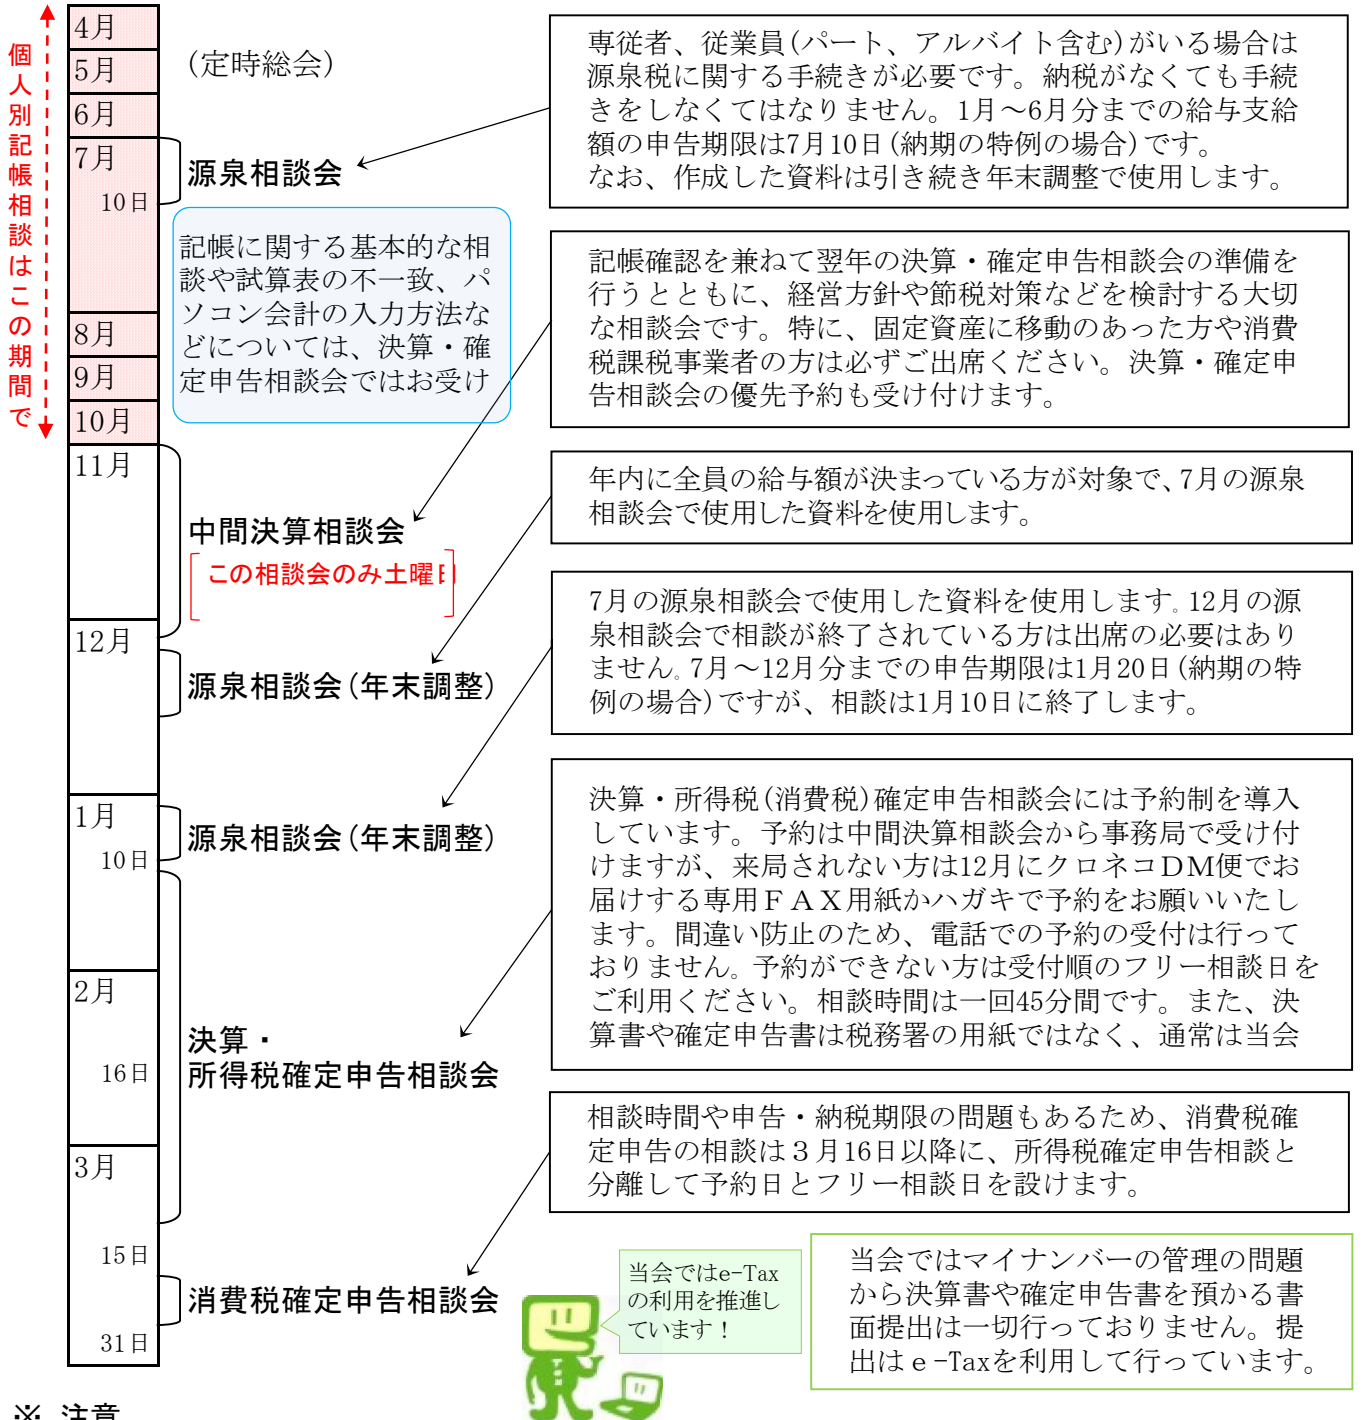 4月
個人別記帳相談はこの期間で
5月
(定時総会)
6月
7月
10日
源泉相談会
専従者、従業員(パート、アルバイト含む)がいる場合は
源泉税に関する手続きが必要です。納税がなくても手続
きをしなくてはなりません。1月～6月分までの給与支給
額の申告期限は7月10日(納期の特例の場合)です。
なお、作成した資料は引き続き年末調整で使用します。
記帳に関する基本的な相
談や試算表の不一致、パ
ソコン会計の入力方法な
どについては、決算・確
定申告相談会ではお受け
記帳確認を兼ねて翌年の決算・確定申告相談会の準備を
行うとともに、経営方針や節税対策などを検討する大切
な相談会です。特に、固定資産に移動のあった方や消費
税課税事業者の方は必ずご出席ください。決算・確定申
告相談会の優先予約も受け付けます。
8月
9月
10月
11月
中間決算相談会
この相談会のみ土曜日
年内に全員の給与額が決まっている方が対象で、7月の源泉
相談会で使用した資料を使用します。
12月
源泉相談会(年末調整)
7月の源泉相談会で使用した資料を使用します。12月の源
泉相談会で相談が終了されている方は出席の必要はあり
ません。7月～12月分までの申告期限は1月20日(納期の特
例の場合)ですが、相談は1月10日に終了します。
1月
10日
源泉相談会(年末調整)
決算・所得税(消費税)確定申告相談会には予約制を導入
しています。予約は中間決算相談会から事務局で受け付
けますが、来局されない方は12月にクロネコＤＭ便でお
届けする専用ＦＡＸ用紙かハガキで予約をお願いいたし
ます。間違い防止のため、電話での予約の受付は行って
おりません。予約ができない方は受付順のフリー相談日を
ご利用ください。相談時間は一回45分間です。また、決
算書や確定申告書は税務署の用紙ではなく、通常は当会
2月
16日
決算・
所得税確定申告相談会
3月
15日
31日
消費税確定申告相談会
相談時間や申告・納税期限の問題もあるため、消費税確
定申告の相談は３月16日以降に、所得税確定申告相談と
分離して予約日とフリー相談日を設けます。
当会ではe-Tax
の利用を推進し
ています！
当会ではマイナンバーの管理の問題
から決算書や確定申告書を預かる書
面提出は一切行っておりません。提
出はｅ-Taxを利用して行っています。
※ 注意